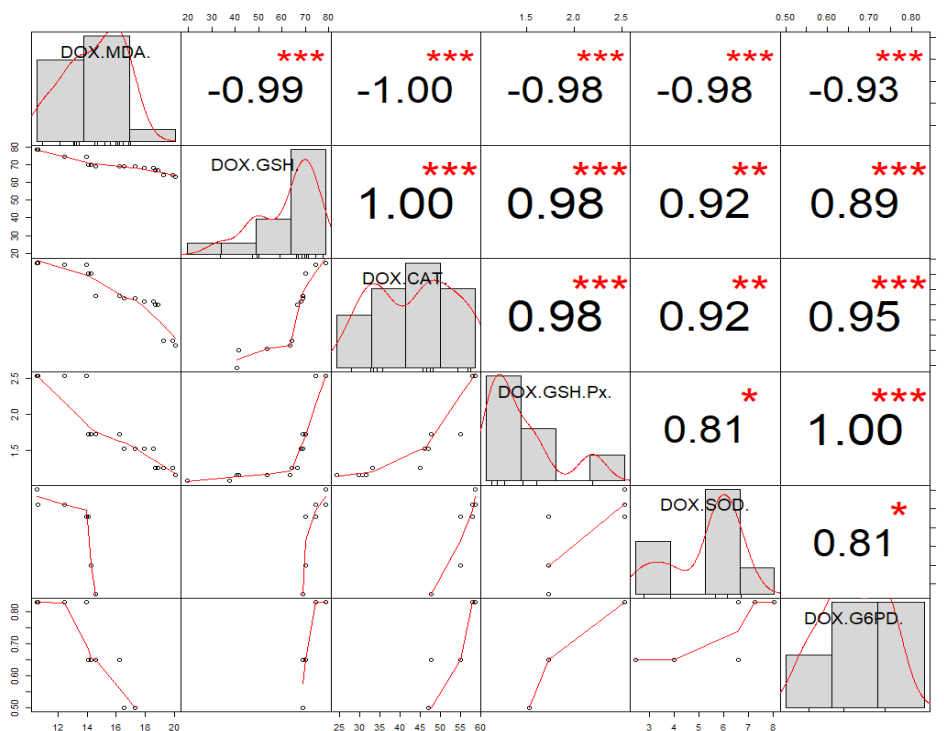 20 30 40 50 60 70 80
1.5 2.0 2.5
0.50 0.60 0.70 0.80
DOX.MDA.
***
***
***
***
***
-0.99
-1.00
-0.98
-0.98
-0.93
20 30 40 50 60 70 80
DOX.GSH.
***
***
**
***
1.00
0.98
0.92
0.89
DOX.CAT
***
**
***
0.98
0.92
0.95
1.5 2.0 2.5
DOX.GSH.Px.
*
***
0.81
1.00
DOX.SOD.
*
0.81
0.50 0.60 0.70 0.80
DOX.G6PD.
12 14 16 18 20
25 30 35 40 45 50 55 60
3 4 5 6 7 8